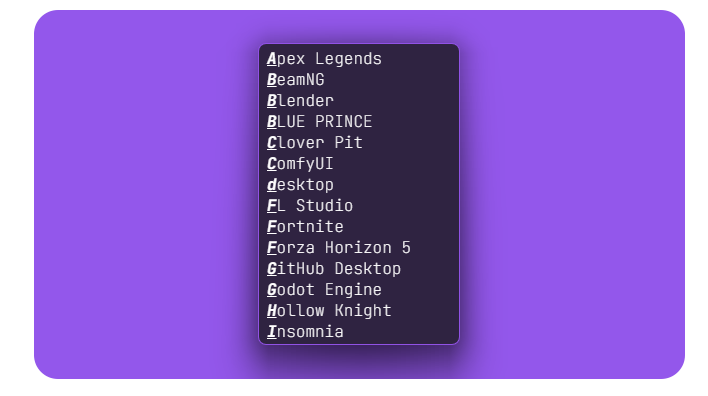 Apex Legends
BeamNG
Blender
BLUE PRINCE
Clover Pit
ComfyUI
desktop
FL Studio
Fortnite
Forza Horizon 5
GitHub Desktop
Godot Engine
Hollow Knight
Insomnia